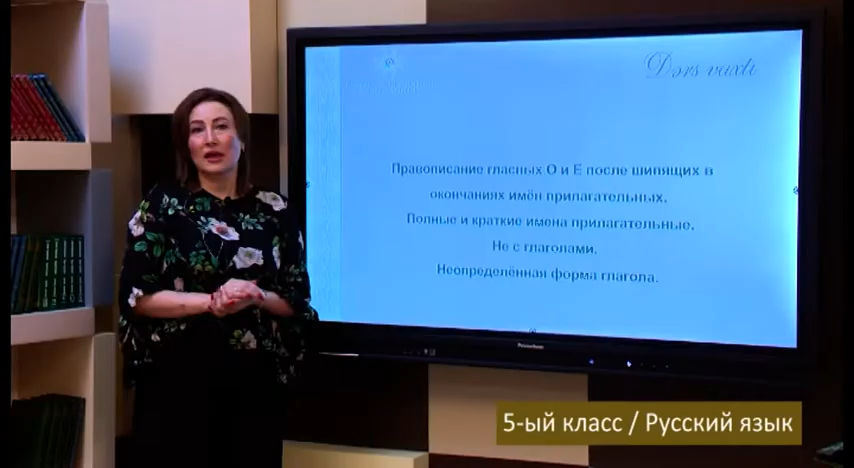 Dərs vaxtı
Правописание гласных О и Е после шипящих в
окончаниях имён прилагательных.
Полные и краткие имена прилагательные.
Не с глаголами.
Неопределённая форма глагола.
5-ый класс / Русский язык